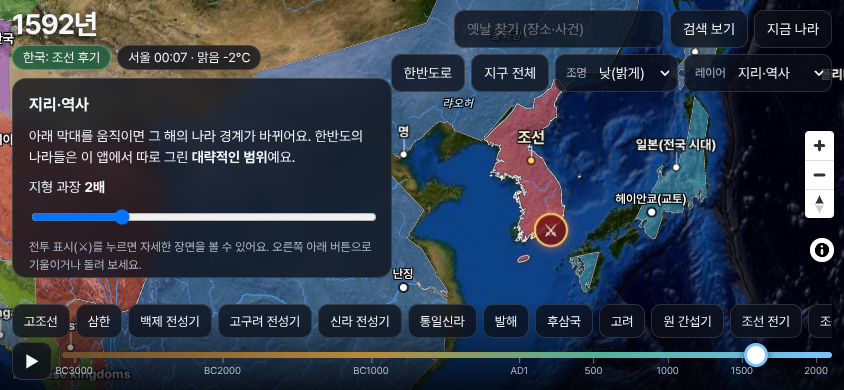 1592년
옛날 찾기 (장소·사건)
검색 보기
지금 나라
한국: 조선 후기
서울 00:07 · 맑음 -2°C
한반도로
지구 전체
조명 낮(밝게)
레이어 지리·역사
지리·역사
아래 막대를 움직이면 그 해의 나라 경계가 바뀌어요. 한반도의
나라들은 이 앱에서 따로 그린 대략적인 범위예요.
지형 과장 2배
전투 표시(⚔)를 누르면 자세한 장면을 볼 수 있어요. 오른쪽 아래 버튼으로
기울이거나 돌려 보세요.
랴오허
명
조선
일본(전국 시대)
헤이안쿄(교토)
난징
고조선
삼한
백제 전성기
고구려 전성기
신라 전성기
통일신라
발해
후삼국
고려
원 간섭기
조선 전기
조
BC3000
BC2000
BC1000
AD1
500
1000
1500
2000
kingdoms